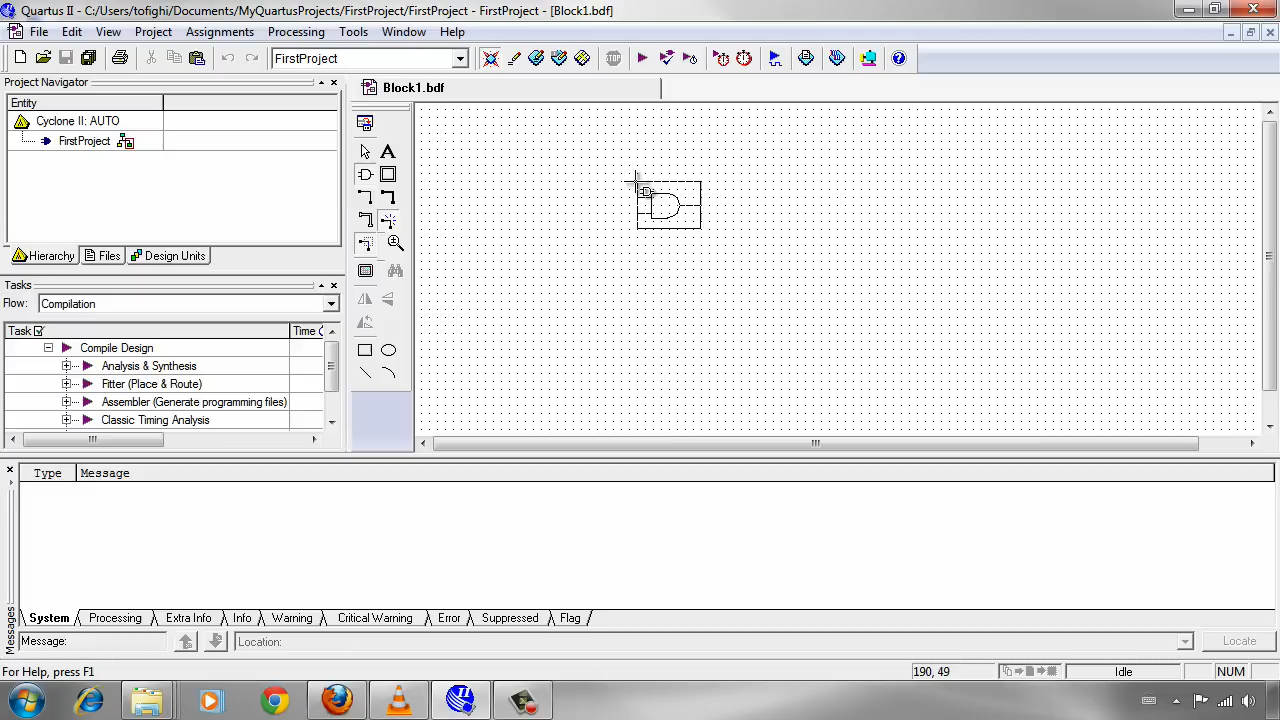 Quartus II - C:/Users/tofighi/Documents/MyQuartusProjects/FirstProject/FirstProject - FirstProject - [Block1.bdf]
File Edit View Project Assignments Processing Tools Window Help
FirstProject
Project Navigator
Entity
Cyclone II: AUTO
FirstProject
Hierarchy Files Design Units
Tasks
Flow: Compilation
Task Time (
Compile Design
Analysis & Synthesis
Fitter (Place & Route)
Assembler (Generate programming files)
Classic Timing Analysis
Block1.bdf
Type Message
System Processing Extra Info Info Warning Critical Warning Error Suppressed Flag
Messages
Message: Location: Locate
For Help, press F1 190, 49 Idle NUM